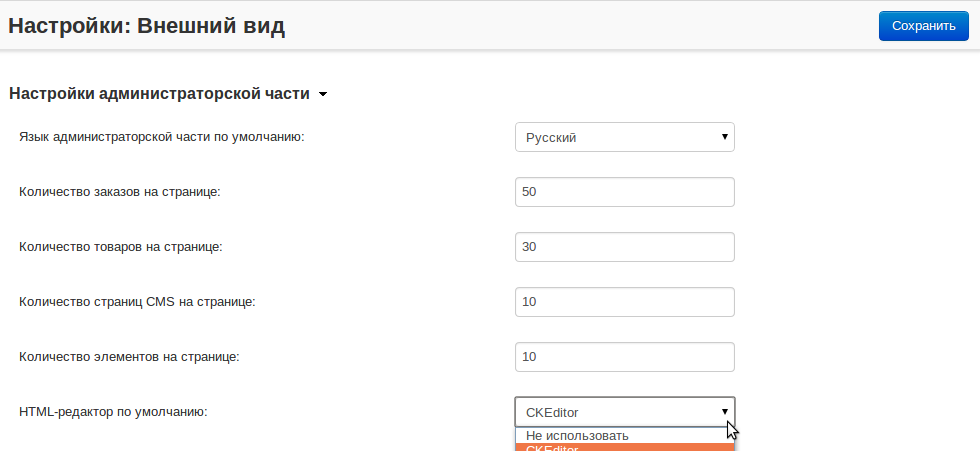 Настройки: Внешний вид
Сохранить
Настройки администраторской части
Язык администраторской части по умолчанию:
Русский
Количество заказов на странице:
50
Количество товаров на странице:
30
Количество страниц CMS на странице:
10
Количество элементов на странице:
10
HTML-редактор по умолчанию:
CKEditor
Не использовать
CKEditor